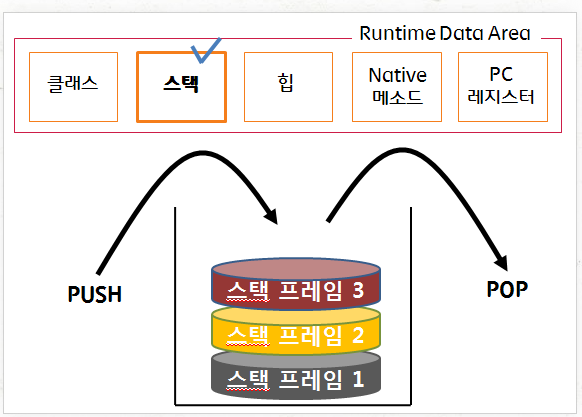 Runtime Data Area
클래스
스택
힙
Native
메소드
PC
레지스터
PUSH
POP
스택 프레임 3
스택 프레임 2
스택 프레임 1